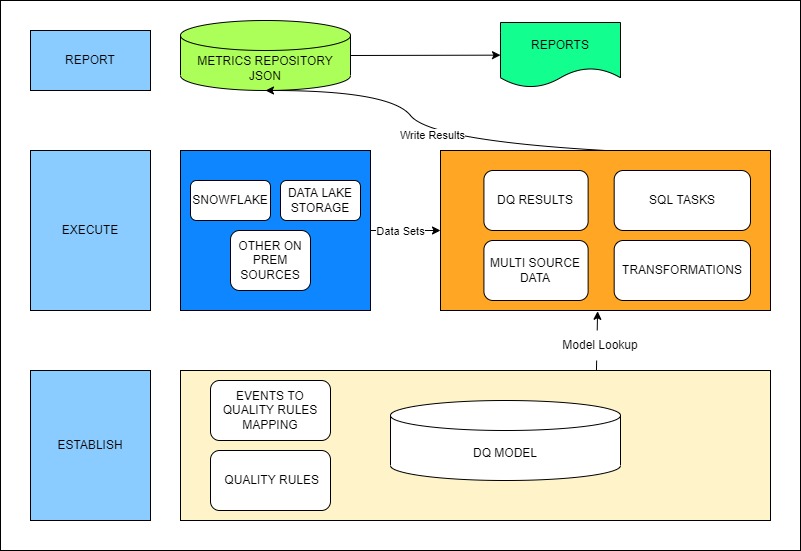 REPORT
METRICS REPOSITORY
JSON
REPORTS
Write Results
EXECUTE
SNOWFLAKE
DATA LAKE
STORAGE
OTHER ON
PREM
SOURCES
Data Sets
DQ RESULTS
SQL TASKS
MULTI SOURCE
DATA
TRANSFORMATIONS
Model Lookup
ESTABLISH
EVENTS TO
QUALITY RULES
MAPPING
QUALITY RULES
DQ MODEL